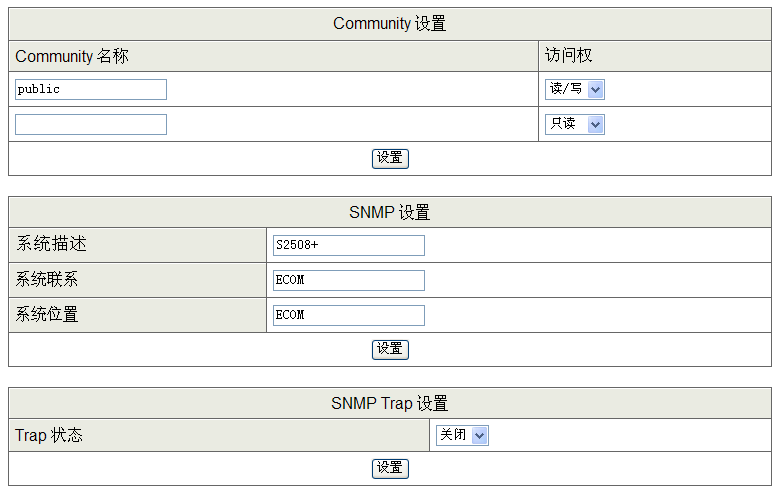 Community 设置
Community 名称 访问权
public 读/写
只读
设置
SNMP 设置
系统描述 S2508+
系统联系 ECOM
系统位置 ECOM
设置
SNMP Trap 设置
Trap 状态 关闭
设置